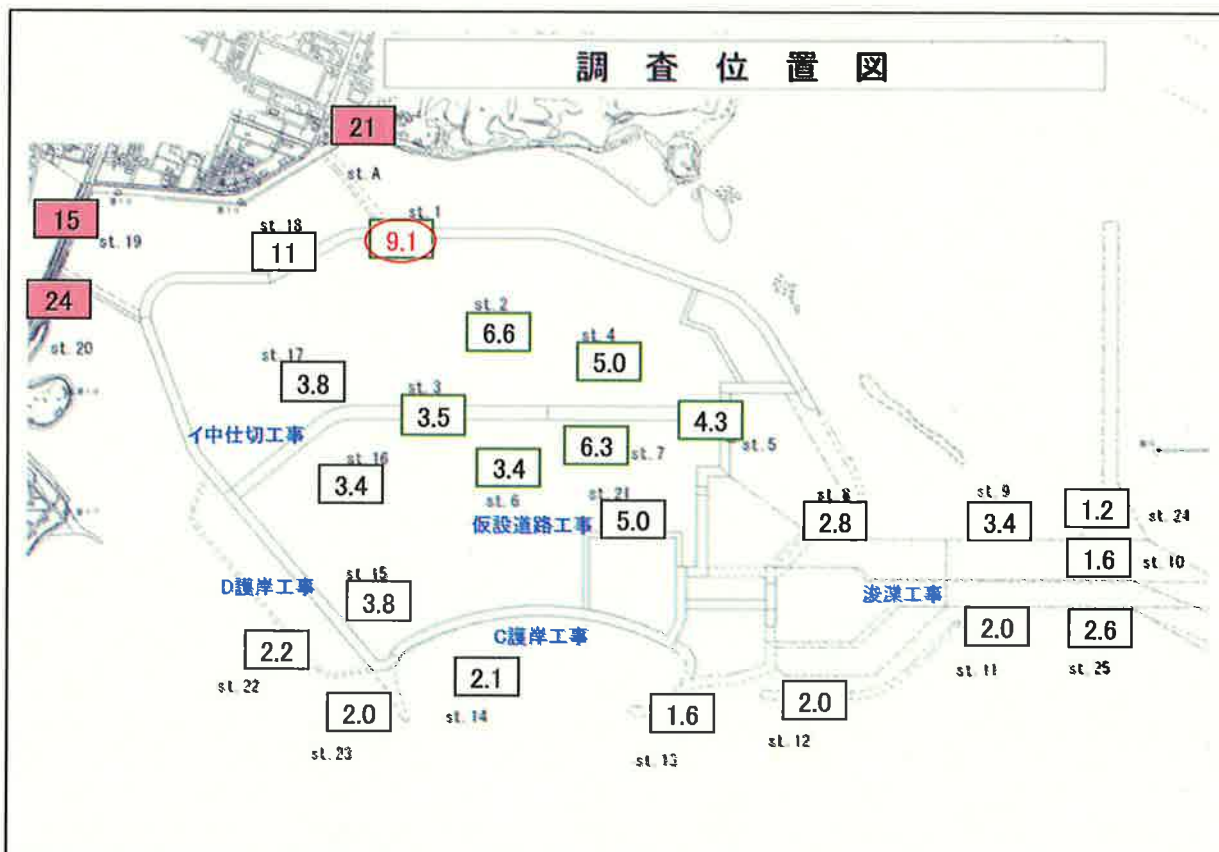 調査位置図
21
st. A
15
st. 19
st. 18
11
st. 1
9.1
24
st. 20
st. 2
6.6
st. 4
5.0
st. 17
3.8
st. 3
3.5
4.3
st. 5
イ中仕切工事
6.3
st. 7
st. 16
3.4
3.4
st. 6
st. 21
5.0
仮設道路工事
st. 8
2.8
st. 9
3.4
1.2
st. 24
1.6
st. 10
D護岸工事
st. 15
3.8
浚渫工事
C護岸工事
2.0
st. 11
2.6
st. 25
2.2
st. 22
2.1
st. 14
2.0
st. 23
1.6
st. 13
2.0
st. 12